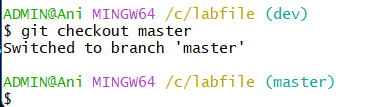 ADMIN@Ani MINGW64 /c/labfile (dev)
$ git checkout master
Switched to branch 'master'
ADMIN@Ani MINGW64 /c/labfile (master)
$